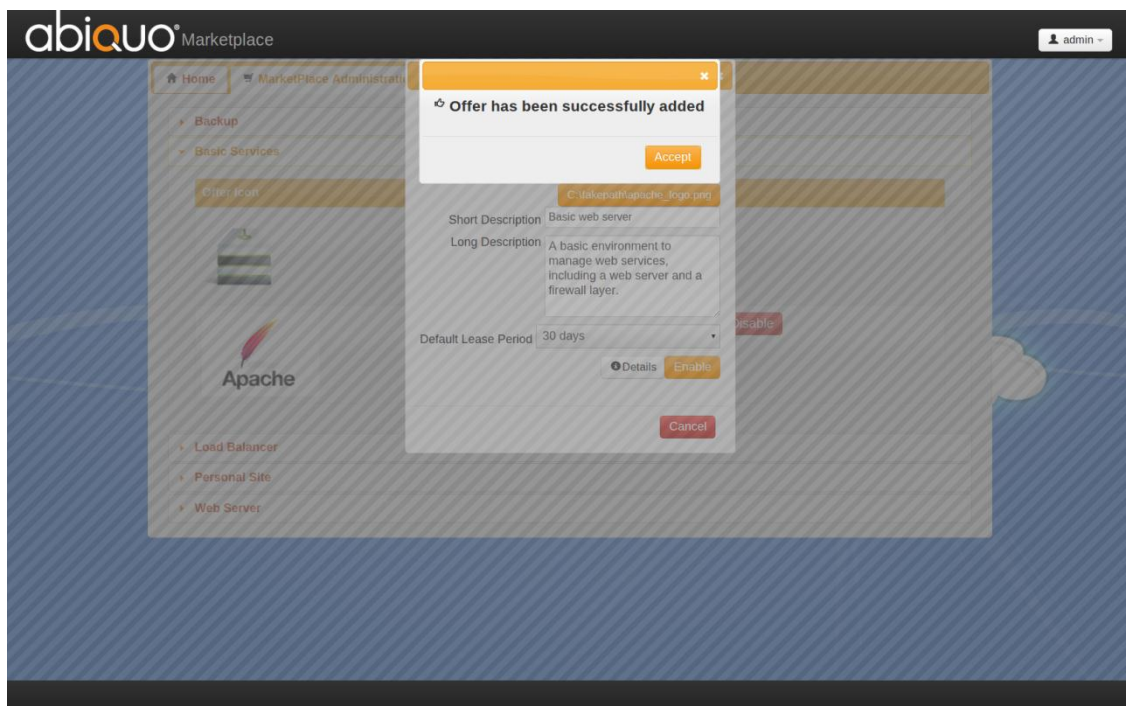 abiquo Marketplace
admin
Home MarketPlace Administrati
Offer has been successfully added
Accept
Backup
Basic Services
Offer Icon
C:\fakepath\apache_logo.png
Short Description Basic web server
Long Description A basic environment to
manage web services,
including a web server and a
firewall layer.
Disable
Default Lease Period 30 days
Details Enable
Apache
Cancel
Load Balancer
Personal Site
Web Server